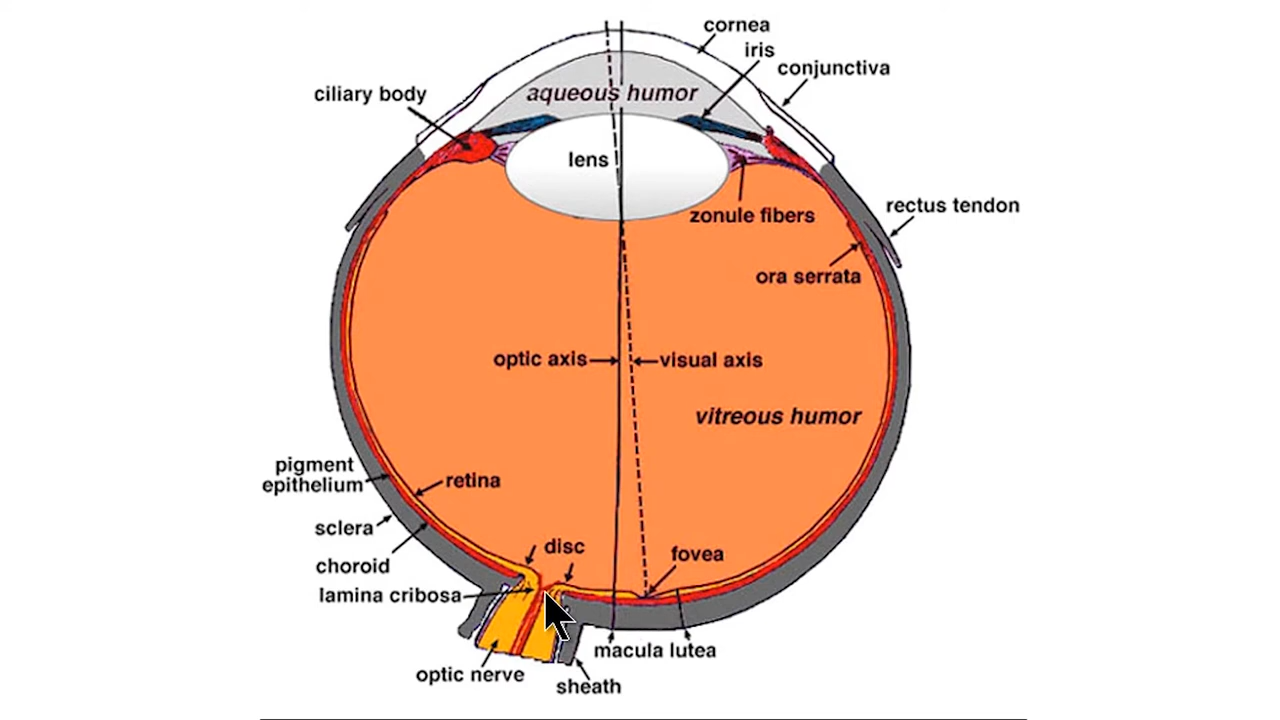 cornea
iris
conjunctiva
ciliary body
aqueous humor
lens
zonule fibers
rectus tendon
ora serrata
optic axis
visual axis
vitreous humor
pigment
epithelium
retina
sclera
choroid
disc
fovea
lamina cribosa
macula lutea
optic nerve
sheath